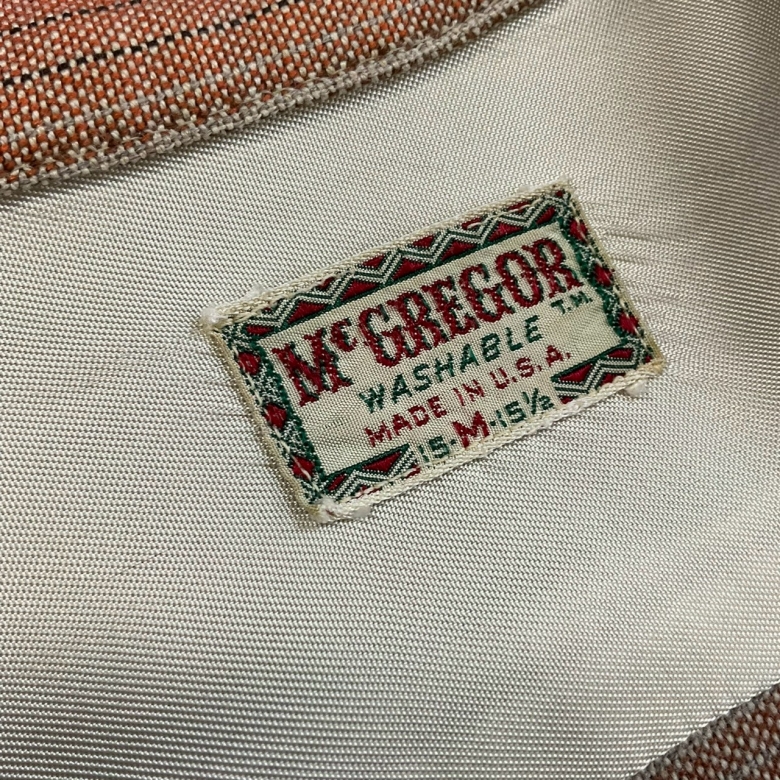 McGREGOR
WASHABLE T.M.
MADE IN U.S.A.
15-M-15½